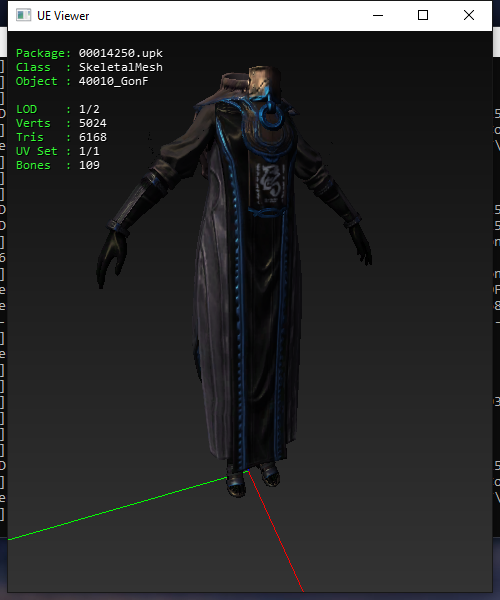 UE Viewer
Package: 00014250.upk
Class  : SkeletalMesh
Object : 40010_GonF
LOD    : 1/2
Verts  : 5024
Tris   : 6168
UV Set : 1/1
Bones  : 109